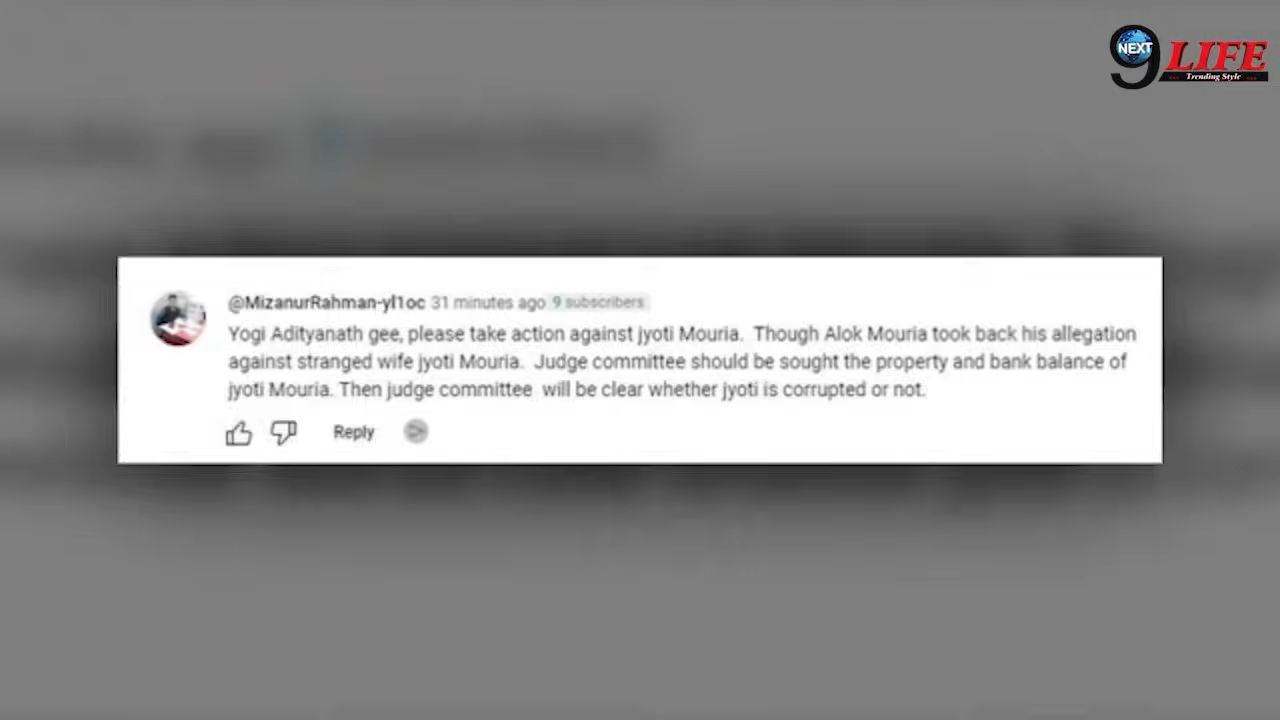 9 NEXT LIFE
Trending Style
@MizanurRahman-yl1oc 31 minutes ago 9 subscribers
Yogi Adityanath gee, please take action against jyoti Mouria. Though Alok Mouria took back his allegation
against stranged wife jyoti Mouria. Judge committee should be sought the property and bank balance of
jyoti Mouria. Then judge committee will be clear whether jyoti is corrupted or not.
Reply